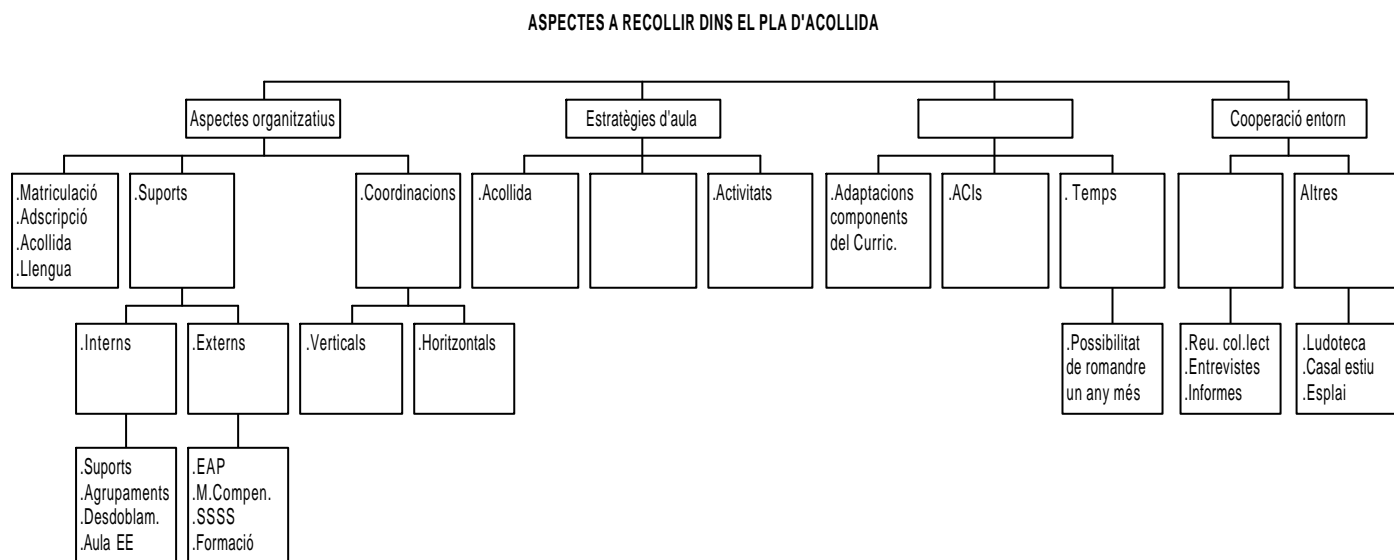 ASPECTES A RECOLLIR DINS EL PLA D'ACOLLIDA
Aspectes organitzatius
Estratègies d'aula
Cooperació entorn
.Matriculació
.Adscripció
.Acollida
.Llengua
.Suports
.Coordinacions
.Acollida
.Activitats
.Adaptacions
components
del Curric.
.ACIs
. Temps
Altres
.Interns
.Externs
.Verticals
.Horitzontals
.Possibilitat
de romandre
un any més
.Reu. col.lect
.Entrevistes
.Informes
.Ludoteca
.Casal estiu
.Esplai
.Suports
.Agrupaments
.Desdoblam.
.Aula EE
.EAP
.M.Compen.
.SSSS
.Formació